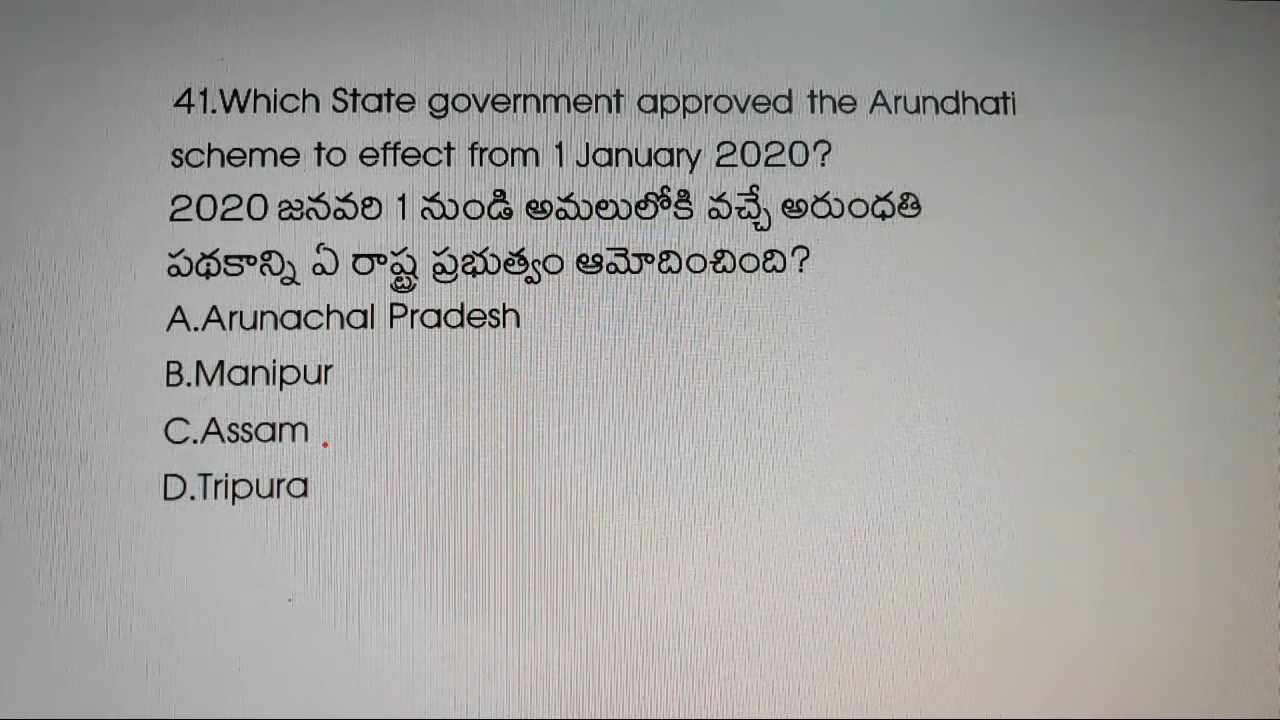 41.Which State government approved the Arundhati
scheme to effect from 1 January 2020?
2020 జనవరి 1 నుండి అమలులోకి వచ్చే అరుంధతి
పథకాన్ని ఏ రాష్ట్ర ప్రభుత్వం ఆమోదించింది?
A.Arunachal Pradesh
B.Manipur
C.Assam
D.Tripura